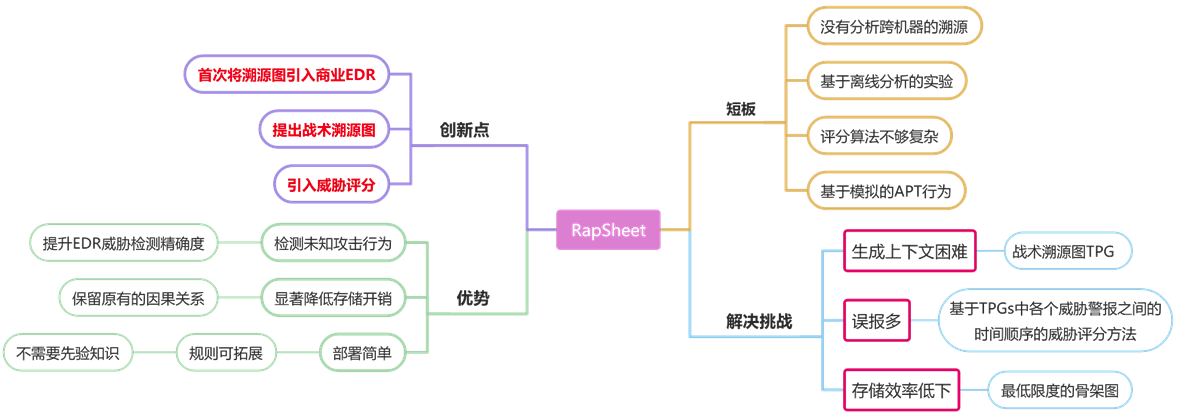 RapSheet
创新点
首次将溯源图引入商业EDR
提出战术溯源图
引入威胁评分
优势
检测未知攻击行为
提升EDR威胁检测精确度
显著降低存储开销
保留原有的因果关系
部署简单
规则可拓展
不需要先验知识
短板
没有分析跨机器的溯源
基于离线分析的实验
评分算法不够复杂
基于模拟的APT行为
解决挑战
生成上下文困难
战术溯源图TPG
误报多
基于TPGs中各个威胁警报之间的
时间顺序的威胁评分方法
存储效率低下
最低限度的骨架图